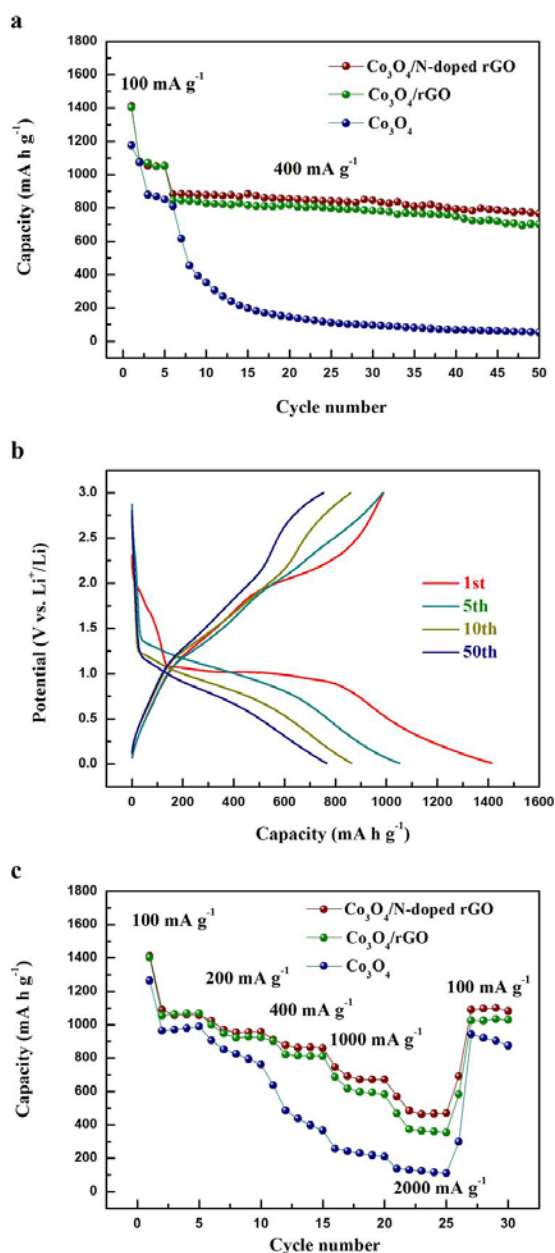 a
1800
1600
1400
1200
1000
800
600
400
200
0
Capacity (mA h g⁻¹)
100 mA g⁻¹
400 mA g⁻¹
Co₃O₄/N-doped rGO
Co₃O₄/rGO
Co₃O₄
0 5 10 15 20 25 30 35 40 45 50
Cycle number
b
3.0
2.5
2.0
1.5
1.0
0.5
0.0
Potential (V vs. Li⁺/Li)
1st
5th
10th
50th
0 200 400 600 800 1000 1200 1400 1600
Capacity (mA h g⁻¹)
c
1800
1600
1400
1200
1000
800
600
400
200
0
Capacity (mA h g⁻¹)
Co₃O₄/N-doped rGO
Co₃O₄/rGO
Co₃O₄
100 mA g⁻¹
200 mA g⁻¹
400 mA g⁻¹
1000 mA g⁻¹
2000 mA g⁻¹
100 mA g⁻¹
0 5 10 15 20 25 30
Cycle number